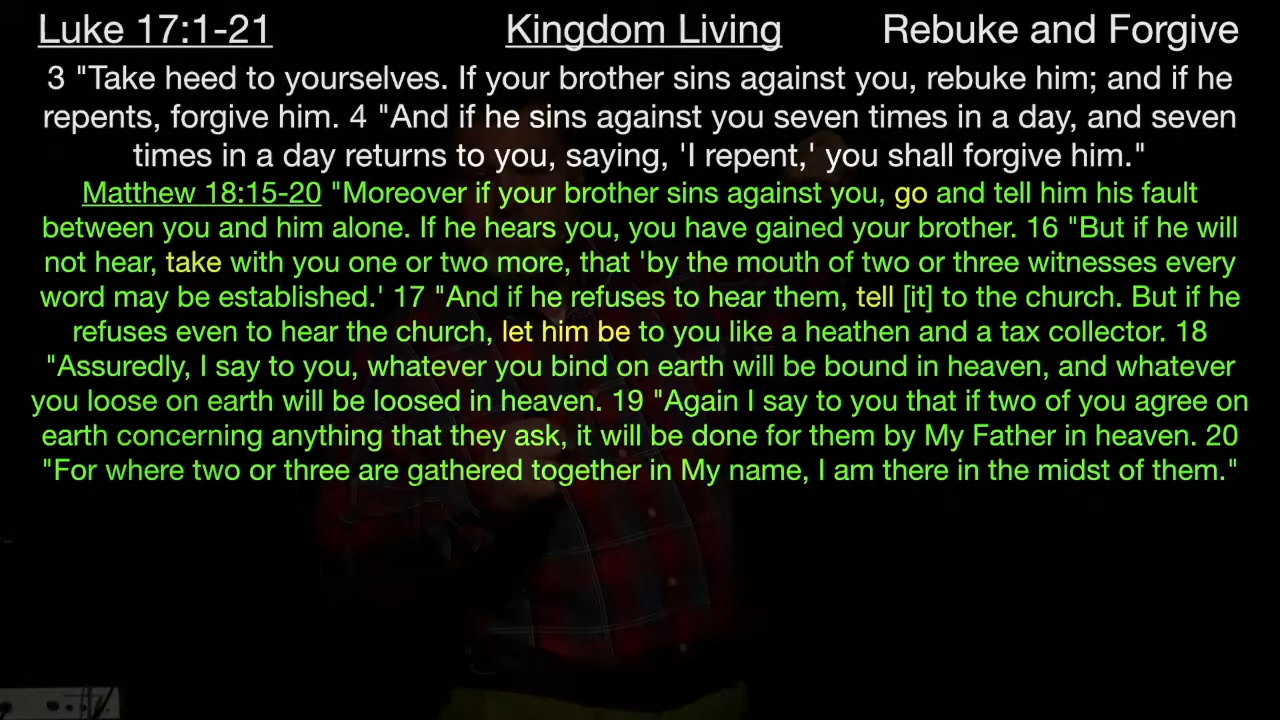 Luke 17:1-21 Kingdom Living Rebuke and Forgive
3 "Take heed to yourselves. If your brother sins against you, rebuke him; and if he
repents, forgive him. 4 "And if he sins against you seven times in a day, and seven
times in a day returns to you, saying, 'I repent,' you shall forgive him."
Matthew 18:15-20 "Moreover if your brother sins against you, go and tell him his fault
between you and him alone. If he hears you, you have gained your brother. 16 "But if he will
not hear, take with you one or two more, that 'by the mouth of two or three witnesses every
word may be established.' 17 "And if he refuses to hear them, tell [it] to the church. But if he
refuses even to hear the church, let him be to you like a heathen and a tax collector. 18
"Assuredly, I say to you, whatever you bind on earth will be bound in heaven, and whatever
you loose on earth will be loosed in heaven. 19 "Again I say to you that if two of you agree on
earth concerning anything that they ask, it will be done for them by My Father in heaven. 20
"For where two or three are gathered together in My name, I am there in the midst of them."